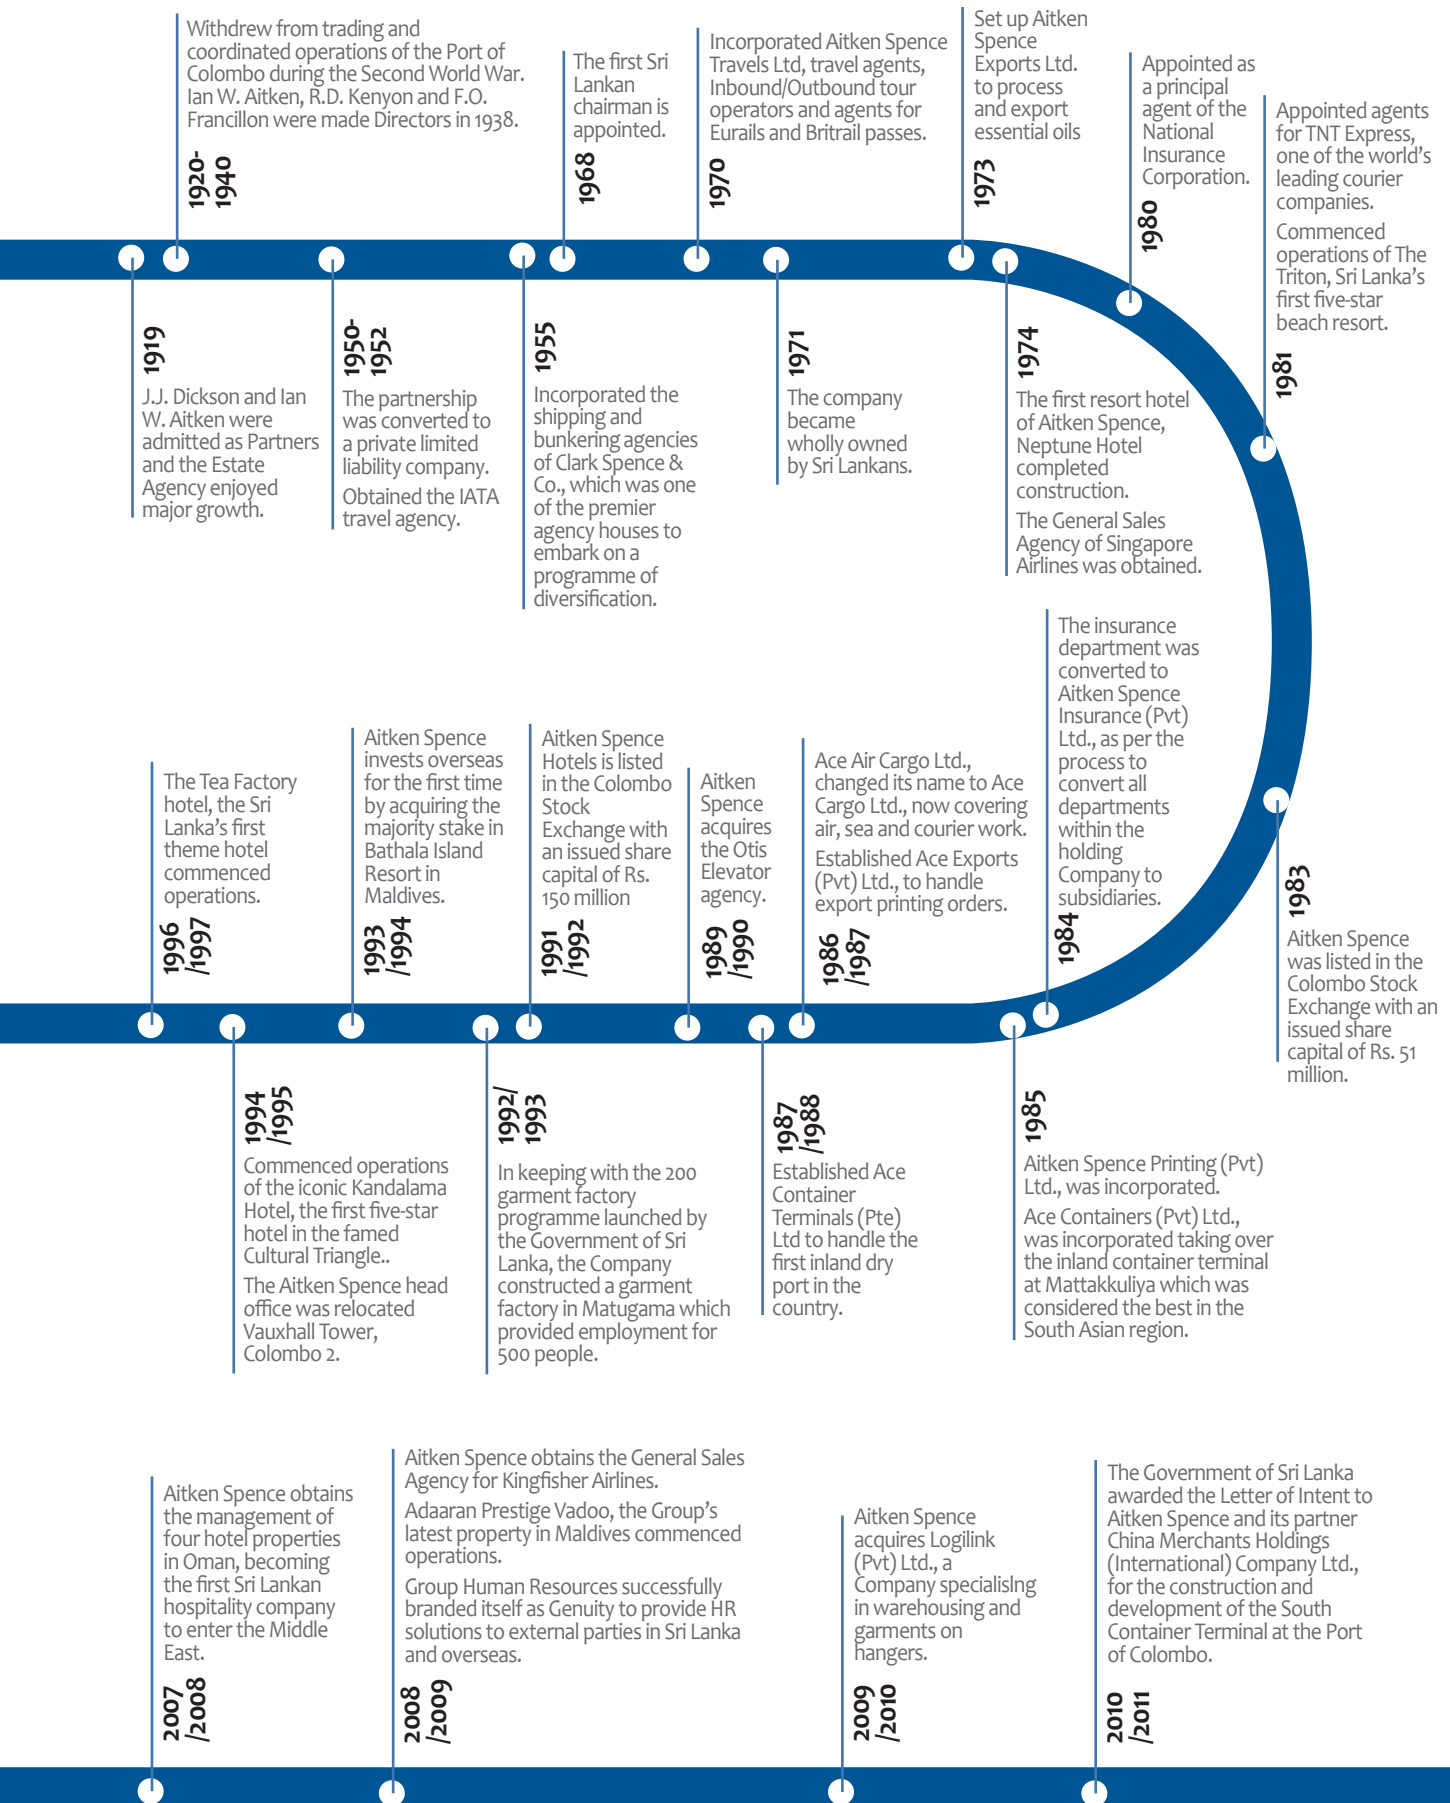 Withdrew from trading and
coordinated operations of the Port of
Colombo during the Second World War.
Ian W. Aitken, R.D. Kenyon and F.O.
Francillon were made Directors in 1938.
1920-
1940
The first Sri
Lankan
chairman is
appointed.
1968
Incorporated Aitken Spence
Travels Ltd, travel agents,
Inbound/Outbound tour
operators and agents for
Eurails and Britrail passes.
1970
Set up Aitken
Spence
Exports Ltd.
to process
and export
essential oils
1973
Appointed as
a principal
agent of the
National
Insurance
Corporation.
1980
Appointed agents
for TNT Express,
one of the world's
leading courier
companies.
Commenced
operations of The
Triton, Sri Lanka's
first five-star
beach resort.
1981
1919
J.J. Dickson and Ian
W. Aitken were
admitted as Partners
and the Estate
Agency enjoyed
major growth.
1950-
1952
The partnership
was converted to
a private limited
liability company.
Obtained the IATA
travel agency.
1955
Incorporated the
shipping and
bunkering agencies
of Clark Spence &
Co., which was one
of the premier
agency houses to
embark on a
programme of
diversification.
1971
The company
became
wholly owned
by Sri Lankans.
1974
The first resort hotel
of Aitken Spence,
Neptune Hotel
completed
construction.
The General Sales
Agency of Singapore
Airlines was obtained.
The Tea Factory
hotel, the Sri
Lanka's first
theme hotel
commenced
operations.
1996
/1997
Aitken Spence
invests overseas
for the first time
by acquiring the
majority stake in
Bathala Island
Resort in
Maldives.
1993
/1994
Aitken Spence
Hotels is listed
in the Colombo
Stock
Exchange with
an issued share
capital of Rs.
150 million
1991
/1992
Aitken
Spence
acquires
the Otis
Elevator
agency.
1989
/1990
Ace Air Cargo Ltd.,
changed its name to Ace
Cargo Ltd., now covering
air, sea and courier work.
Established Ace Exports
(Pvt) Ltd., to handle
export printing orders.
1986
/1987
The insurance
department was
converted to
Aitken Spence
Insurance (Pvt)
Ltd., as per the
process to
convert all
departments
within the
holding
Company to
subsidiaries.
1984
1983
Aitken Spence
was listed in the
Colombo Stock
Exchange with an
issued share
capital of Rs. 51
million.
1994
/1995
Commenced operations
of the iconic Kandalama
Hotel, the first five-star
hotel in the famed
Cultural Triangle..
The Aitken Spence head
office was relocated
Vauxhall Tower,
Colombo 2.
1992/
1993
In keeping with the 200
garment factory
programme launched by
the Government of Sri
Lanka, the Company
constructed a garment
factory in Matugama which
provided employment for
500 people.
1987
/1988
Established Ace
Container
Terminals (Pte)
Ltd to handle the
first inland dry
port in the
country.
1985
Aitken Spence Printing (Pvt)
Ltd., was incorporated.
Ace Containers (Pvt) Ltd.,
was incorporated taking over
the inland container terminal
at Mattakkuliya which was
considered the best in the
South Asian region.
Aitken Spence obtains
the management of
four hotel properties
in Oman, becoming
the first Sri Lankan
hospitality company
to enter the Middle
East.
2007
/2008
Aitken Spence obtains the General Sales
Agency for Kingfisher Airlines.
Adaaran Prestige Vadoo, the Group's
latest property in Maldives commenced
operations.
Group Human Resources successfully
branded itself as Genuity to provide HR
solutions to external parties in Sri Lanka
and overseas.
2008
/2009
Aitken Spence
acquires Logilink
(Pvt) Ltd., a
Company specialislng
in warehousing and
garments on
hangers.
2009
/2010
The Government of Sri Lanka
awarded the Letter of Intent to
Aitken Spence and its partner
China Merchants Holdings
(International) Company Ltd.,
for the construction and
development of the South
Container Terminal at the Port
of Colombo.
2010
/2011